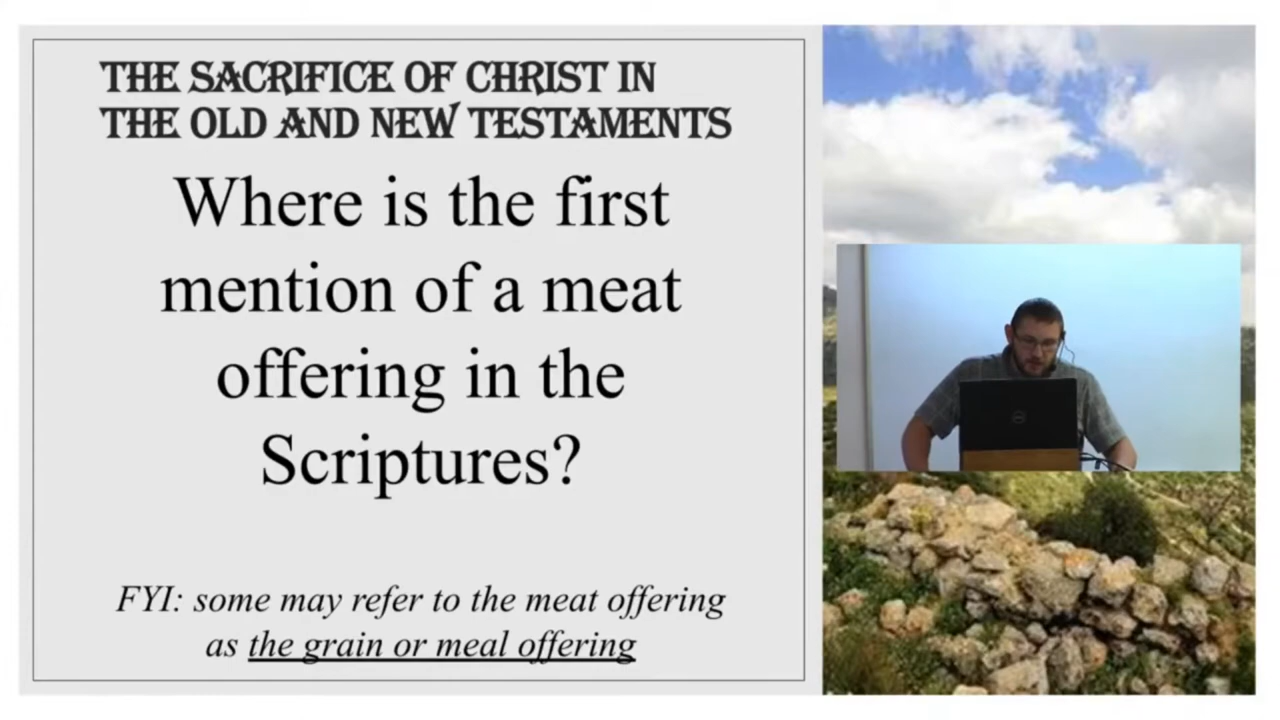 THE SACRIFICE OF CHRIST IN
THE OLD AND NEW TESTAMENTS
Where is the first
mention of a meat
offering in the
Scriptures?
FYI: some may refer to the meat offering
as the grain or meal offering